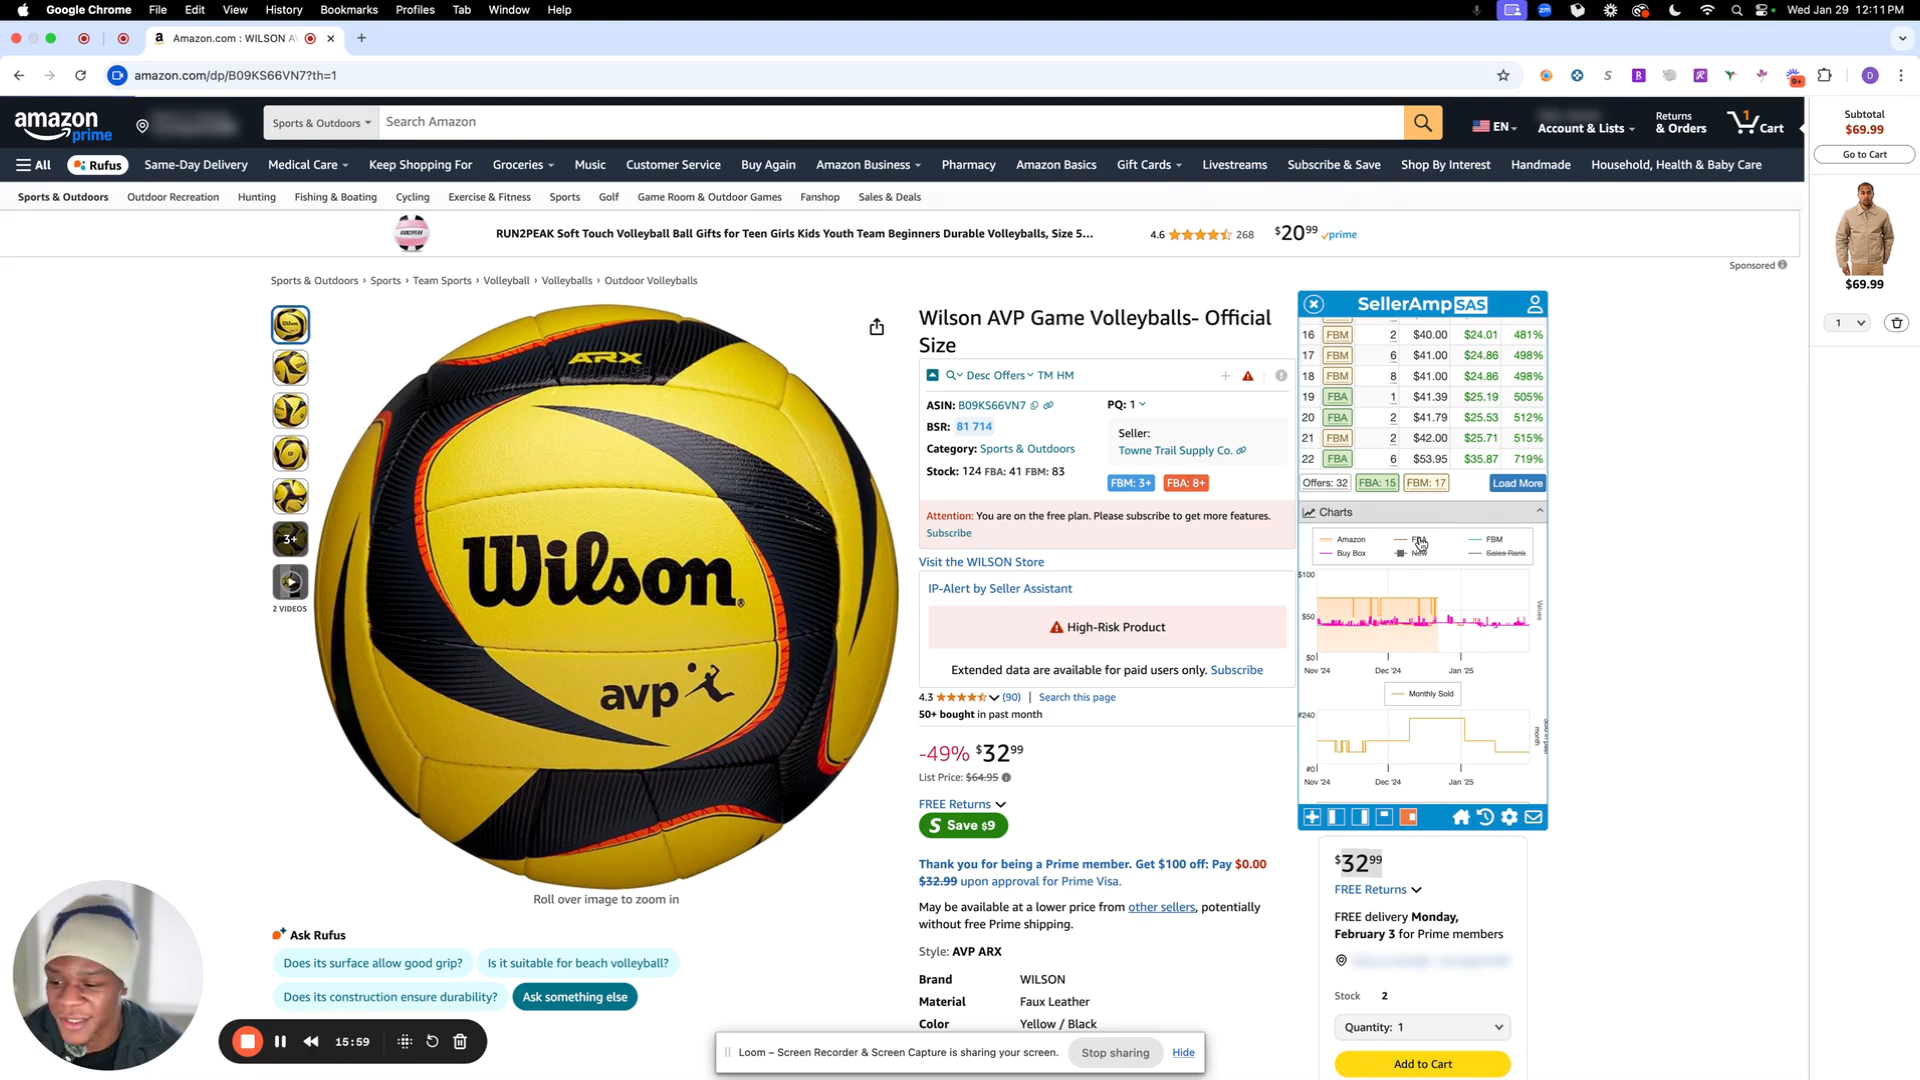 Google Chrome File Edit View History Bookmarks Profiles Tab Window Help Wed Jan 29 12:11 PM
Amazon.com : WILSON AV
amazon.com/dp/B09KS66VN7?th=1
amazon prime
Sports & Outdoors
Search Amazon
EN
Account & Lists
Returns
& Orders
1
Cart
Subtotal
$69.99
Go to Cart
$69.99
1
All Rufus Same-Day Delivery Medical Care Keep Shopping For Groceries Music Customer Service Buy Again Amazon Business Pharmacy Amazon Basics Gift Cards Livestreams Subscribe & Save Shop By Interest Handmade Household, Health & Baby Care
Sports & Outdoors Outdoor Recreation Hunting Fishing & Boating Cycling Exercise & Fitness Sports Golf Game Room & Outdoor Games Fanshop Sales & Deals
RUN2PEAK Soft Touch Volleyball Ball Gifts for Teen Girls Kids Youth Team Beginners Durable Volleyballs, Size 5... 4.6 268 $20.99 prime
Sponsored
Sports & Outdoors › Sports › Team Sports › Volleyball › Volleyballs › Outdoor Volleyballs
3+
2 VIDEOS
ARX
Wilson
avp
Roll over image to zoom in
Ask Rufus
Does its surface allow good grip?
Is it suitable for beach volleyball?
Does its construction ensure durability?
Ask something else
15:59
Wilson AVP Game Volleyballs- Official
Size
Desc Offers TM HM
ASIN: B09KS66VN7
PQ: 1
BSR: 81 714
Seller:
Towne Trail Supply Co.
Category: Sports & Outdoors
Stock: 124 FBA: 41 FBM: 83
FBM: 3+ FBA: 8+
Attention: You are on the free plan. Please subscribe to get more features.
Subscribe
Visit the WILSON Store
IP-Alert by Seller Assistant
High-Risk Product
Extended data are available for paid users only. Subscribe
4.3 (90) | Search this page
50+ bought in past month
-49% $32.99
List Price: $64.95
FREE Returns
S Save $9
Thank you for being a Prime member. Get $100 off: Pay $0.00
$32.99 upon approval for Prime Visa.
May be available at a lower price from other sellers, potentially
without free Prime shipping.
Style: AVP ARX
Brand WILSON
Material Faux Leather
Color Yellow / Black
SellerAmp SAS
16 FBM 2 $40.00 $24.01 481%
17 FBM 6 $41.00 $24.86 498%
18 FBM 8 $41.00 $24.86 498%
19 FBA 1 $41.39 $25.19 505%
20 FBA 2 $41.79 $25.53 512%
21 FBM 2 $42.00 $25.71 515%
22 FBA 6 $53.95 $35.87 719%
Offers: 32 FBA: 15 FBM: 17 Load More
Charts
Amazon FBM
Buy Box New Sales Rank
$100
$50
$0
Values
Nov '24 Dec '24 Jan '25
Monthly Sold
#240
#0
month
Nov '24 Dec '24 Jan '25
$32.99
FREE Returns
FREE delivery Monday,
February 3 for Prime members
Stock 2
Quantity: 1
Add to Cart
Loom – Screen Recorder & Screen Capture is sharing your screen. Stop sharing Hide